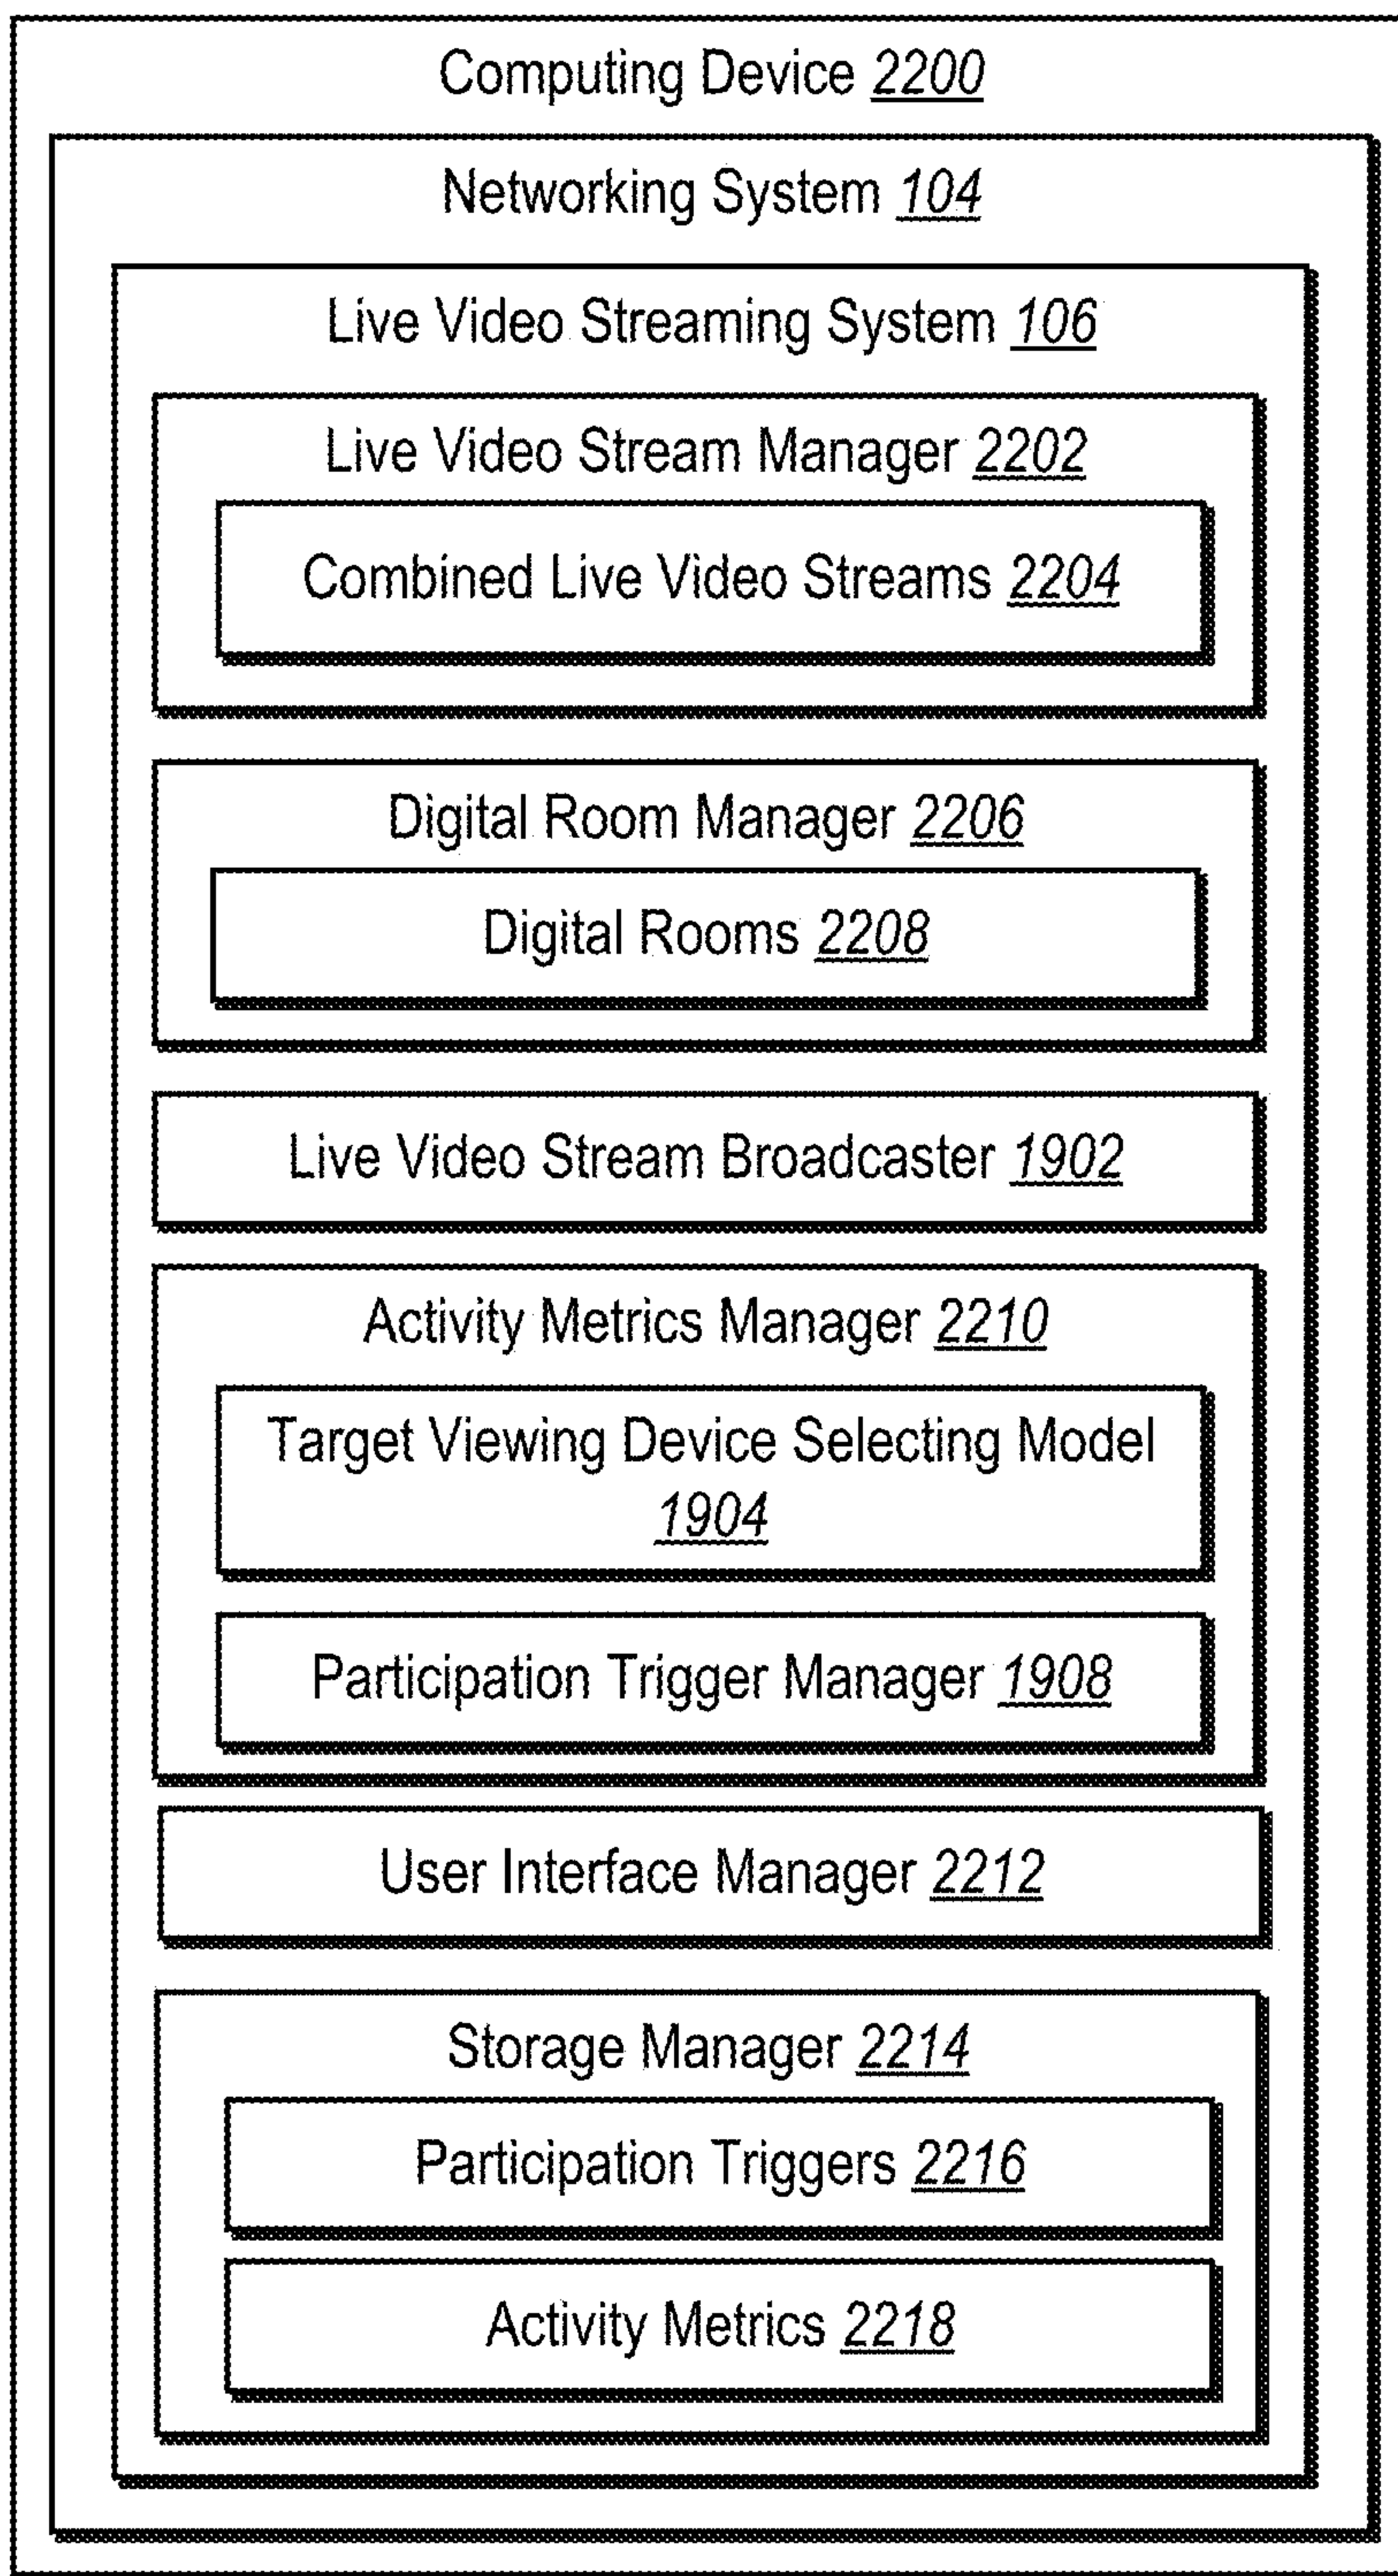 Computing Device 2200
Networking System 104
Live Video Streaming System 106
Live Video Stream Manager 2202
Combined Live Video Streams 2204
Digital Room Manager 2206
Digital Rooms 2208
Live Video Stream Broadcaster 1902
Activity Metrics Manager 2210
Target Viewing Device Selecting Model
1904
Participation Trigger Manager 1908
User Interface Manager 2212
Storage Manager 2214
Participation Triggers 2216
Activity Metrics 2218